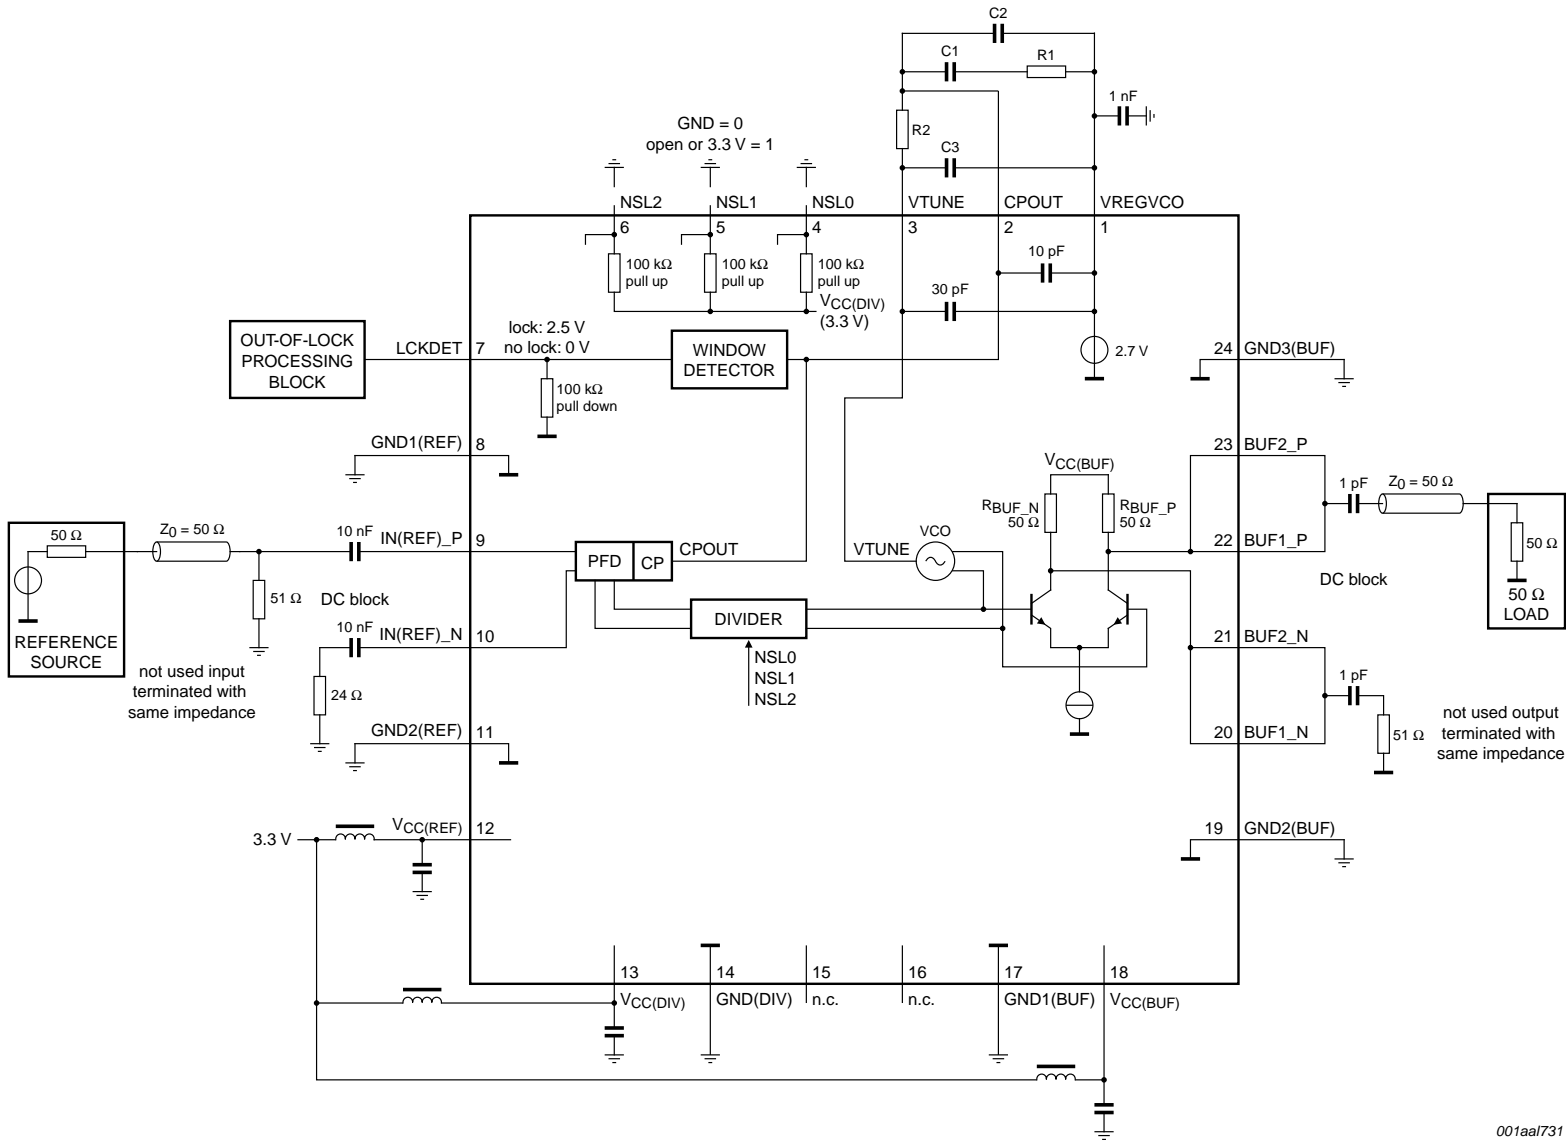 C2
C1
R1
1 nF
GND = 0
open or 3.3 V = 1
R2
C3
NSL2
NSL1
NSL0
VTUNE
CPOUT
VREGVCO
6
5
4
3
2
1
100 kΩ
pull up
100 kΩ
pull up
100 kΩ
pull up
10 pF
30 pF
VCC(DIV)
(3.3 V)
OUT-OF-LOCK
PROCESSING
BLOCK
LCKDET
7
lock: 2.5 V
no lock: 0 V
WINDOW
DETECTOR
2.7 V
24
GND3(BUF)
100 kΩ
pull down
GND1(REF)
8
23
BUF2_P
VCC(BUF)
RBUF_N
50 Ω
RBUF_P
50 Ω
1 pF
Z0 = 50 Ω
50 Ω
Z0 = 50 Ω
10 nF
IN(REF)_P
9
PFD
CP
CPOUT
VTUNE
VCO
22
BUF1_P
50 Ω
DC block
50 Ω
LOAD
51 Ω
DC block
REFERENCE
SOURCE
10 nF
IN(REF)_N
10
DIVIDER
NSL0
NSL1
NSL2
21
BUF2_N
not used input
terminated with
same impedance
24 Ω
1 pF
GND2(REF)
11
20
BUF1_N
51 Ω
not used output
terminated with
same impedance
3.3 V
VCC(REF)
12
19
GND2(BUF)
13
14
15
16
17
18
VCC(DIV)
GND(DIV)
n.c.
n.c.
GND1(BUF)
VCC(BUF)
001aal731